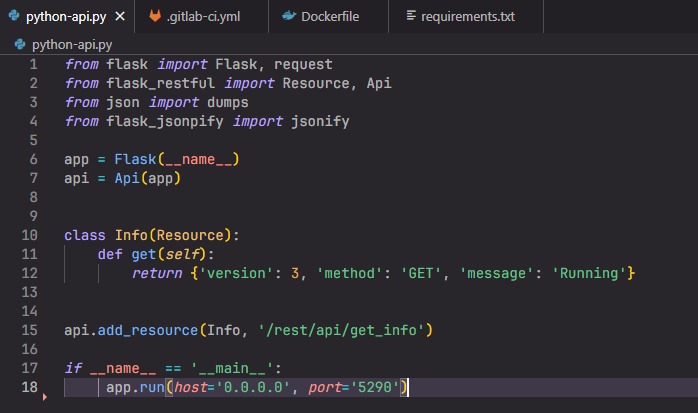 python-api.py × .gitlab-ci.yml Dockerfile requirements.txt
python-api.py
1 from flask import Flask, request
2 from flask_restful import Resource, Api
3 from json import dumps
4 from flask_jsonpify import jsonify
5
6 app = Flask(__name__)
7 api = Api(app)
8
9
10 class Info(Resource):
11     def get(self):
12         return {'version': 3, 'method': 'GET', 'message': 'Running'}
13
14
15 api.add_resource(Info, '/rest/api/get_info')
16
17 if __name__ == '__main__':
18      app.run(host='0.0.0.0', port='5290')